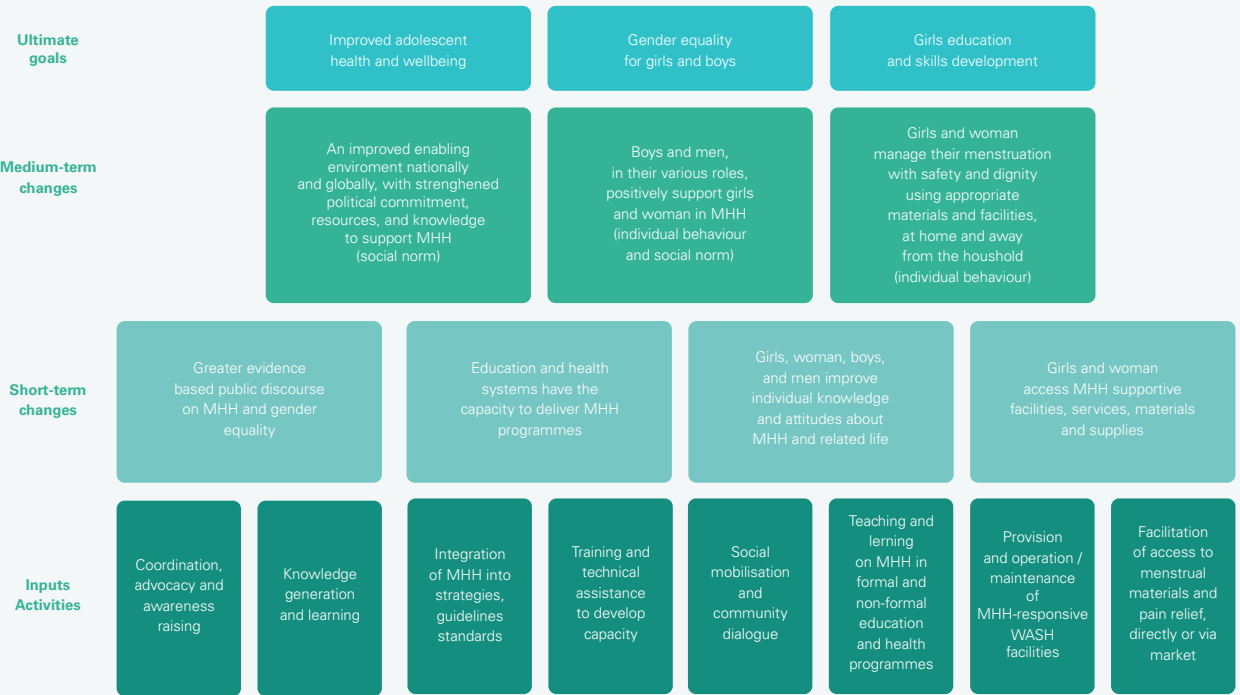 Ultimate
goals
Improved adolescent
health and wellbeing
Gender equality
for girls and boys
Girls education
and skills development
Medium-term
changes
An improved enabling
enviroment nationally
and globally, with strenghened
political commitment,
resources, and knowledge
to support MHH
(social norm)
Boys and men,
in their various roles,
positively support girls
and woman in MHH
(individual behaviour
and social norm)
Girls and woman
manage their menstruation
with safety and dignity
using appropriate
materials and facilities,
at home and away
from the houshold
(individual behaviour)
Short-term
changes
Greater evidence
based public discourse
on MHH and gender
equality
Education and health
systems have the
capacity to deliver MHH
programmes
Girls, woman, boys,
and men improve
individual knowledge
and attitudes about
MHH and related life
Girls and woman
access MHH supportive
facilities, services, materials
and supplies
Inputs
Activities
Coordination,
advocacy and
awareness
raising
Knowledge
generation
and learning
Integration
of MHH into
strategies,
guidelines
standards
Training and
technical
assistance
to develop
capacity
Social
mobilisation
and
community
dialogue
Teaching and
lerning
on MHH in
formal and
non-formal
education
and health
programmes
Provision
and operation /
maintenance
of
MHH-responsive
WASH
facilities
Facilitation
of access to
menstrual
materials and
pain relief,
directly or via
market